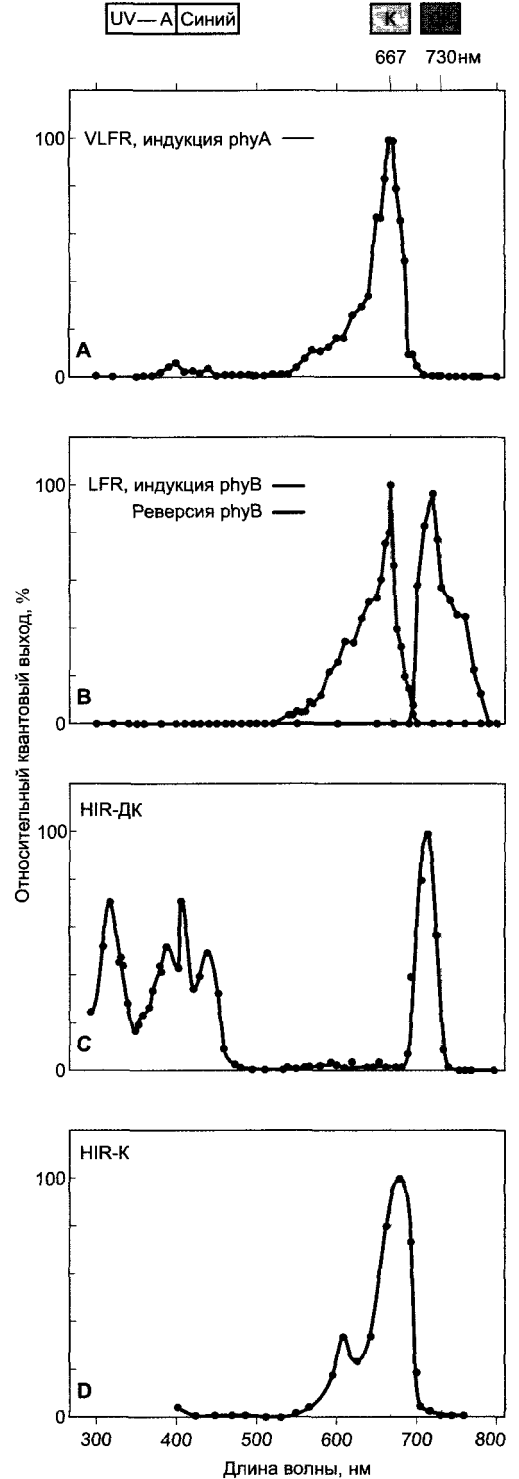 UV—A Синий К
667 730нм
100
VLFR, индукция phyA
A
0
100
LFR, индукция phyB
Реверсия phyB
B
0
Относительный квантовый выход, %
HIR-ДК
100
C
0
HIR-К
100
D
0
300 400 500 600 700 800
Длина волны, нм